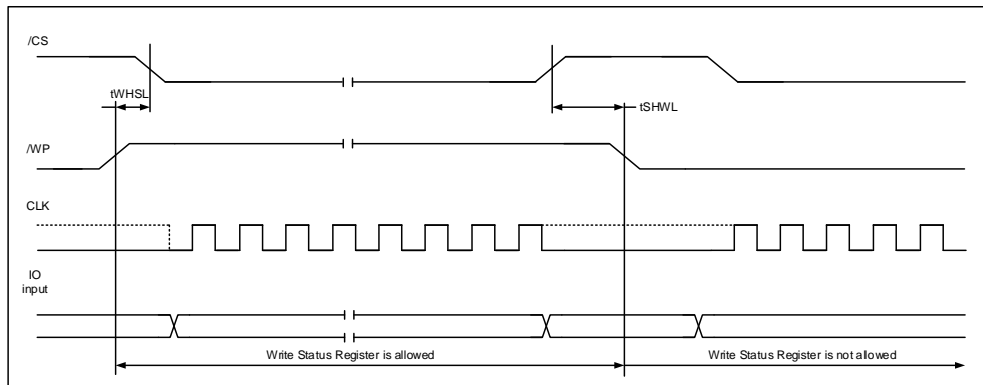 /CS
tWHSL
tSHWL
/WP
CLK
IO
input
Write Status Register is allowed
Write Status Register is not allowed